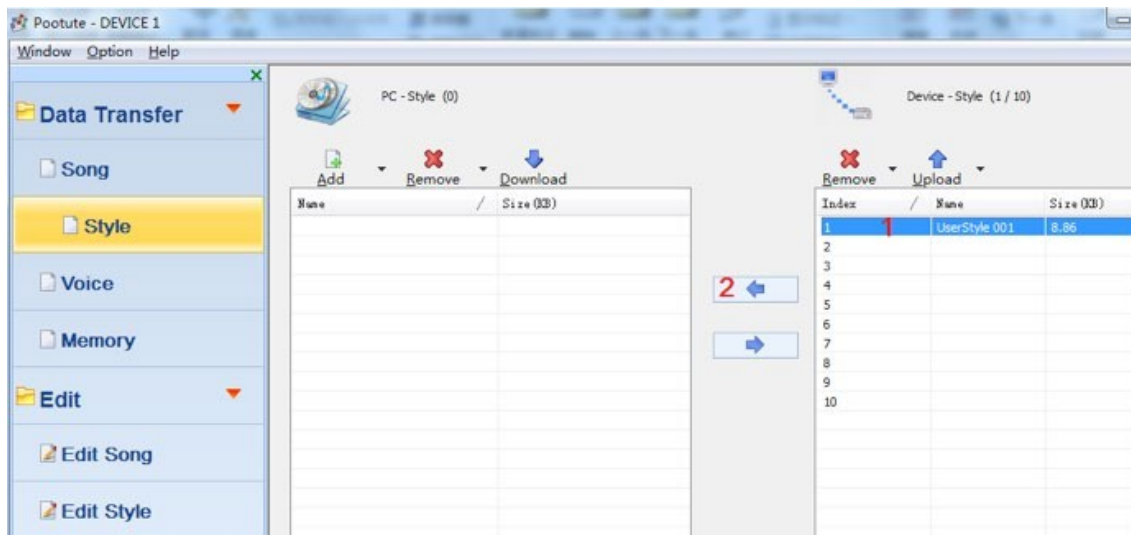 Pootute - DEVICE 1
Window Option Help
Data Transfer
Song
Style
Voice
Memory
Edit
Edit Song
Edit Style
PC - Style (0)
Add Remove Download
Name / Size(KB)
2
Device - Style (1 / 10)
Remove Upload
Index / Name Size(KB)
1 1 UserStyle 001 8.86
2
3
4
5
6
7
8
9
10